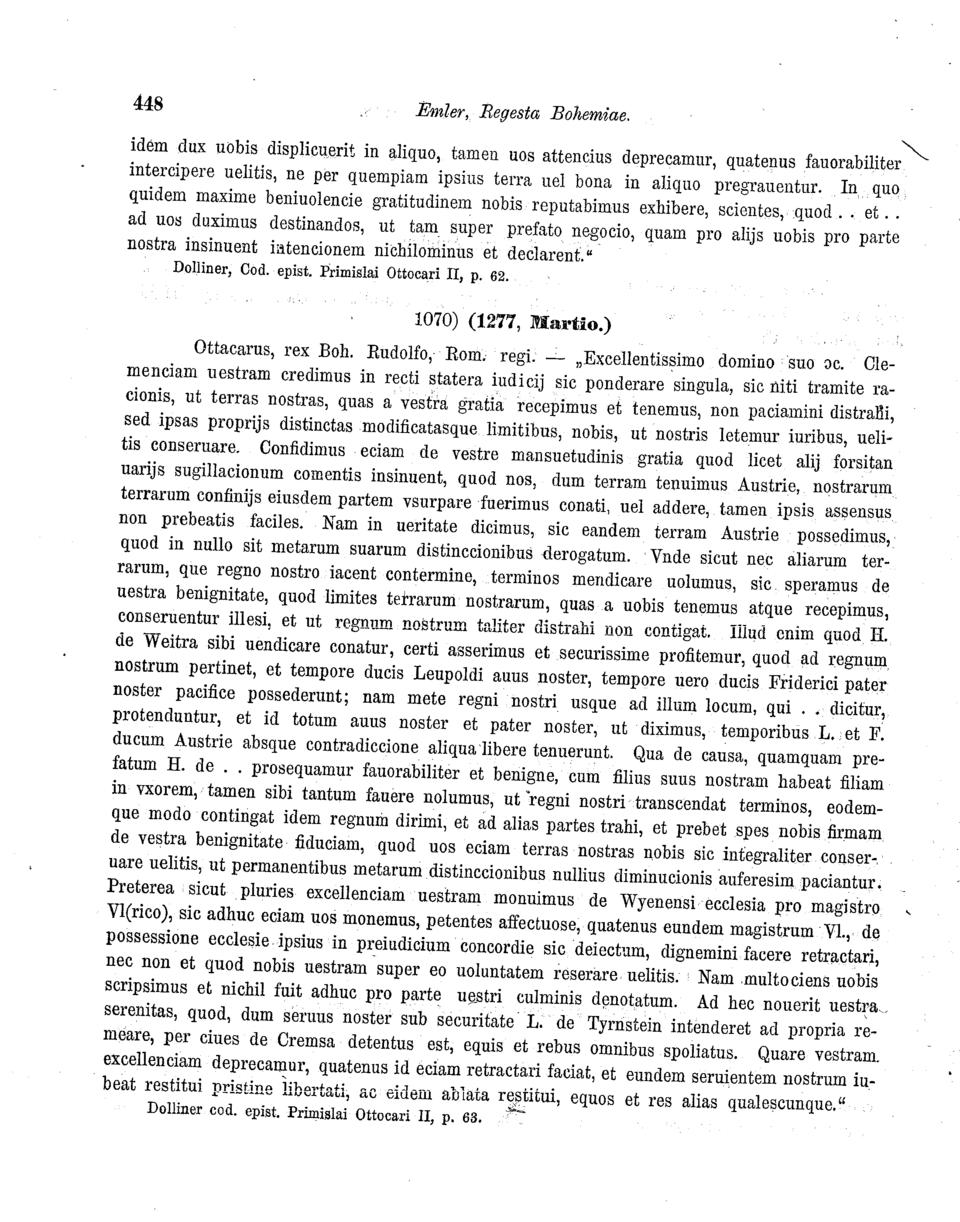 448
Emler, Regesta Bohemiae.
idem dux uobis displicuerit in aliquo, tamen uos attencius deprecamur, quatenus fauorabiliter
intercipere uelitis, ne per quempiam ipsius terra uel bona in aliquo pregrauentur. In quo
quidem maxime beniuolencie gratitudinem nobis reputabimus exhibere, scientes, quod . . et . .
ad uos duximus destinandos, ut tam super prefato negocio, quam pro alijs uobis pro parte
nostra insinuent iatencionem nichilominus et declarent.“
Dolliner, Cod. epist. Primislai Ottocari II, p. 62.
1070) (1277, Martio.)
Ottacarus, rex Boh. Rudolfo, Rom. regi. — „Excellentissimo domino suo ɔc. Cle-
menciam uestram credimus in recti statera iudicij sic ponderare singula, sic niti tramite ra-
cionis, ut terras nostras, quas a vestra gratia recepimus et tenemus, non paciamini distrahi,
sed ipsas proprijs distinctas modificatasque limitibus, nobis, ut nostris letemur iuribus, ueli-
tis conseruare. Confidimus eciam de vestre mansuetudinis gratia quod licet alij forsitan
uarijs sugillacionum comentis insinuent, quod nos, dum terram tenuimus Austrie, nostrarum
terrarum confinijs eiusdem partem vsurpare fuerimus conati, uel addere, tamen ipsis assensus
non prebeatis faciles. Nam in ueritate dicimus, sic eandem terram Austrie possedimus,
quod in nullo sit metarum suarum distinccionibus derogatum. Vnde sicut nec aliarum ter-
rarum, que regno nostro iacent contermine, terminos mendicare uolumus, sic speramus de
uestra benignitate, quod limites terrarum nostrarum, quas a uobis tenemus atque recepimus,
conseruentur illesi, et ut regnum nostrum taliter distrahi non contigat. Illud enim quod H.
de Weitra sibi uendicare conatur, certi asserimus et securissime profitemur, quod ad regnum
nostrum pertinet, et tempore ducis Leupoldi auus noster, tempore uero ducis Friderici pater
noster pacifice possederunt; nam mete regni nostri usque ad illum locum, qui . . dicitur,
protenduntur, et id totum auus noster et pater noster, ut diximus, temporibus L. et F.
ducum Austrie absque contradiccione aliqua libere tenuerunt. Qua de causa, quamquam pre-
fatum H. de . . prosequamur fauorabiliter et benigne, cum filius suus nostram habeat filiam
in vxorem, tamen sibi tantum fauere nolumus, ut regni nostri transcendat terminos, eodem-
que modo contingat idem regnum dirimi, et ad alias partes trahi, et prebet spes nobis firmam
de vestra benignitate fiduciam, quod uos eciam terras nostras nobis sic integraliter conser-
uare uelitis, ut permanentibus metarum distinccionibus nullius diminucionis auferesim paciantur.
Preterea sicut pluries excellenciam uestram monuimus de Wyenensi ecclesia pro magistro
Vl(rico), sic adhuc eciam uos monemus, petentes affectuose, quatenus eundem magistrum Vl., de
possessione ecclesie ipsius in preiudicium concordie sic deiectum, dignemini facere retractari,
nec non et quod nobis uestram super eo uoluntatem reserare uelitis. Nam multociens uobis
scripsimus et nichil fuit adhuc pro parte uestri culminis denotatum. Ad hec nouerit uestra
serenitas, quod, dum seruus noster sub securitate L. de Tyrnstein intenderet ad propria re-
meare, per ciues de Cremsa detentus est, equis et rebus omnibus spoliatus. Quare vestram
excellenciam deprecamur, quatenus id eciam retractari faciat, et eundem seruientem nostrum iu-
beat restitui pristine libertati, ac eidem ablata restitui, equos et res alias qualescunque.“
Dolliner cod. epist. Primislai Ottocari II, p. 63.